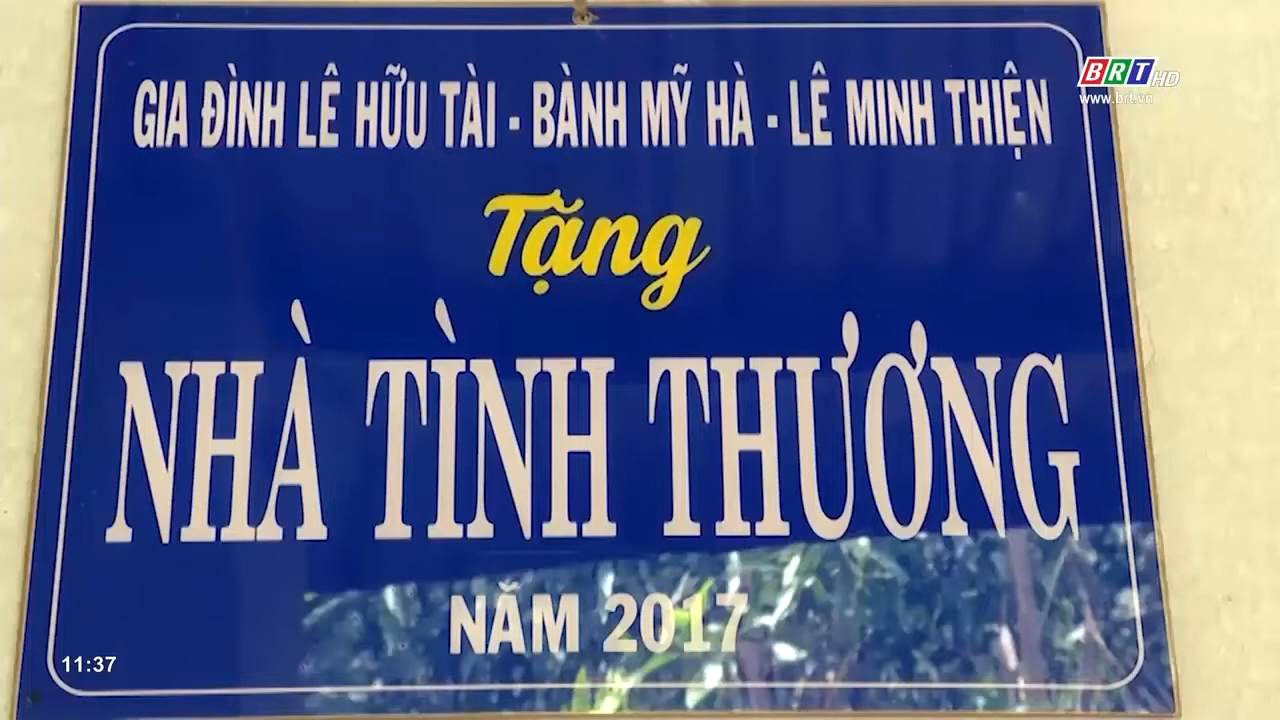 GIA ĐÌNH LÊ HỮU TÀI - BÀNH MỸ HÀ - LÊ MINH THIỆN
Tặng
NHÀ TÌNH THƯƠNG
NĂM 2017
BRT HD
www.brt.vn
11:37